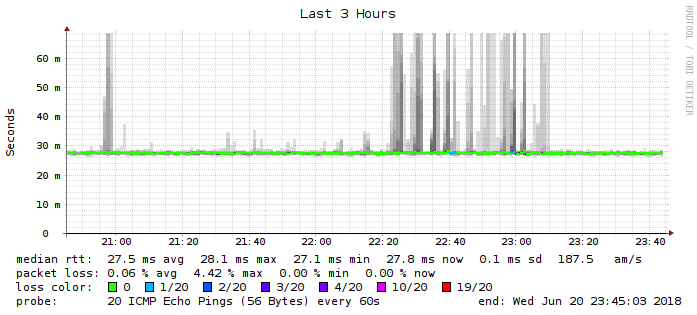 Last 3 Hours
RRDTOOL / TOBI OETIKER
Seconds
60 m
50 m
40 m
30 m
20 m
10 m
0
21:00 21:20 21:40 22:00 22:20 22:40 23:00 23:20 23:40
median rtt: 27.5 ms avg 28.1 ms max 27.1 ms min 27.8 ms now 0.1 ms sd 187.5 am/s
packet loss: 0.06 % avg 4.42 % max 0.00 % min 0.00 % now
loss color: 0 1/20 2/20 3/20 4/20 10/20 19/20
probe: 20 ICMP Echo Pings (56 Bytes) every 60s end: Wed Jun 20 23:45:03 2018